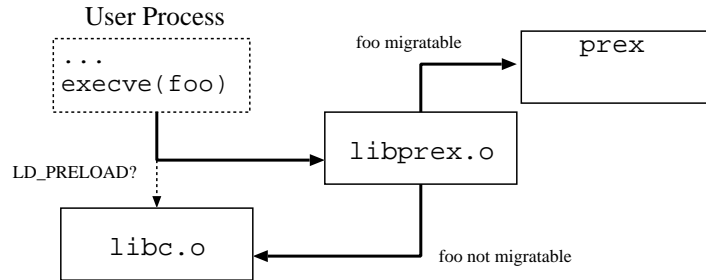 User Process
...
execve(foo)
foo migratable
prex
libprex.o
LD_PRELOAD?
libc.o
foo not migratable